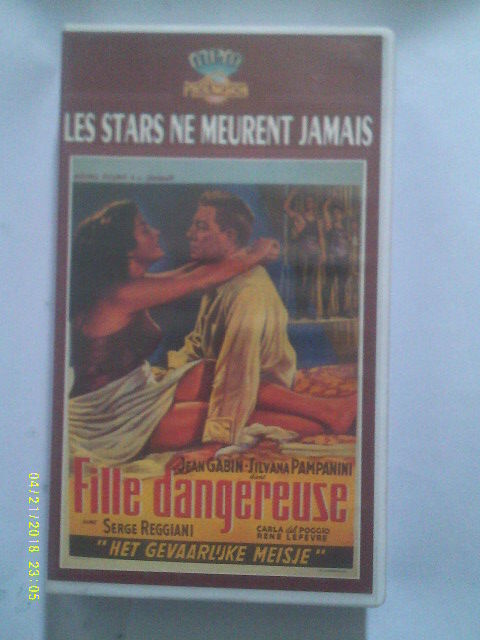 LES STARS NE MEURENT JAMAIS
JEAN GABIN - SILVANA PAMPANINI
dans
Fille dangereuse
avec SERGE REGGIANI
CARLA del POGGIO
RENE LEFEVRE
"HET GEVAARLIJKE MEISJE"
04/21/2018 23:05